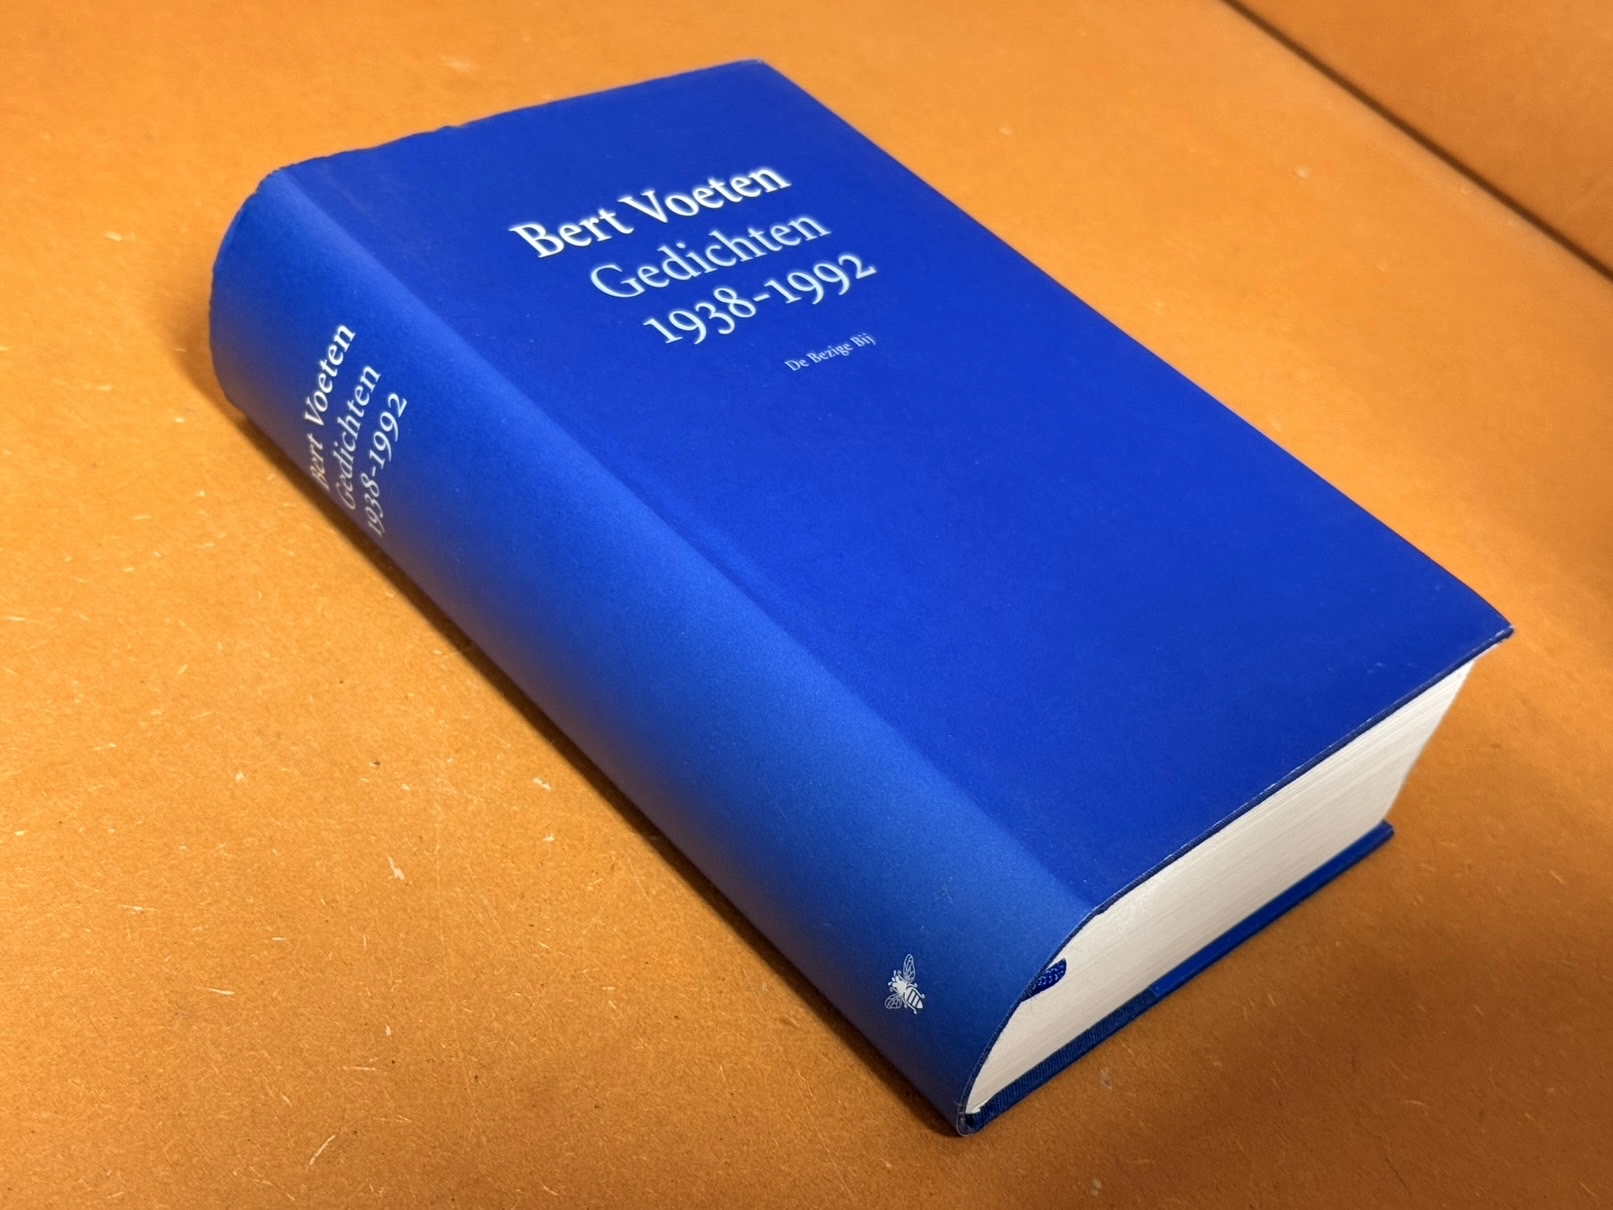 Bert Voeten
Gedichten
1938-1992
De Bezige Bij
Bert Voeten
Gedichten
1938-1992